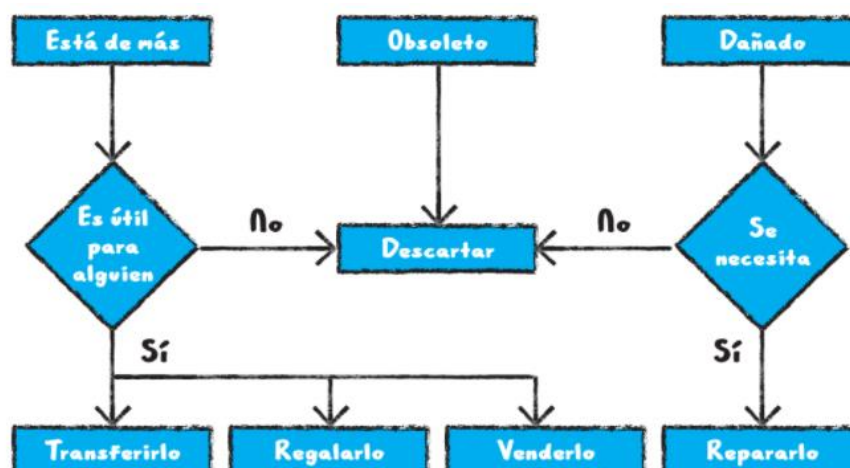 Está de más
Obsoleto
Dañado
Es útil
para
alguien
No
Descartar
No
Se
necesita
Sí
Sí
Transferirlo
Regalarlo
Venderlo
Repararlo